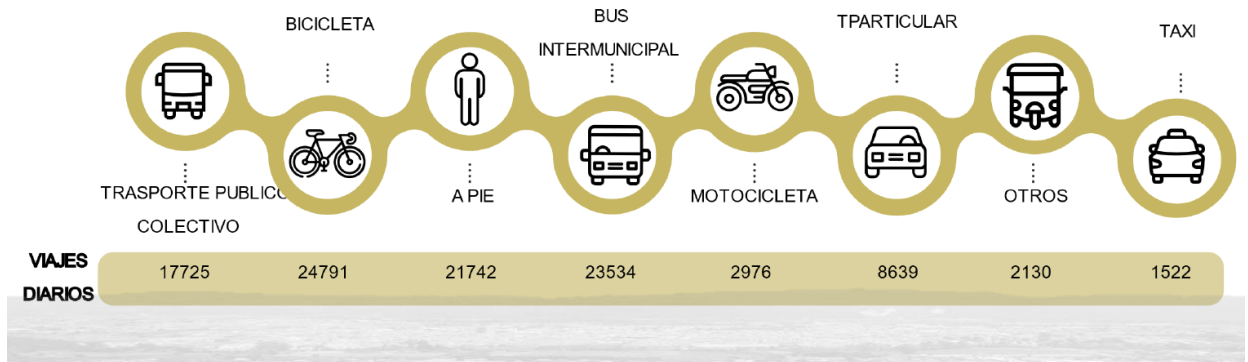 TRASPORTE PUBLICO
COLECTIVO
BICICLETA
A PIE
BUS
INTERMUNICIPAL
MOTOCICLETA
TPARTICULAR
OTROS
TAXI
VIAJES
DIARIOS
17725 24791 21742 23534 2976 8639 2130 1522